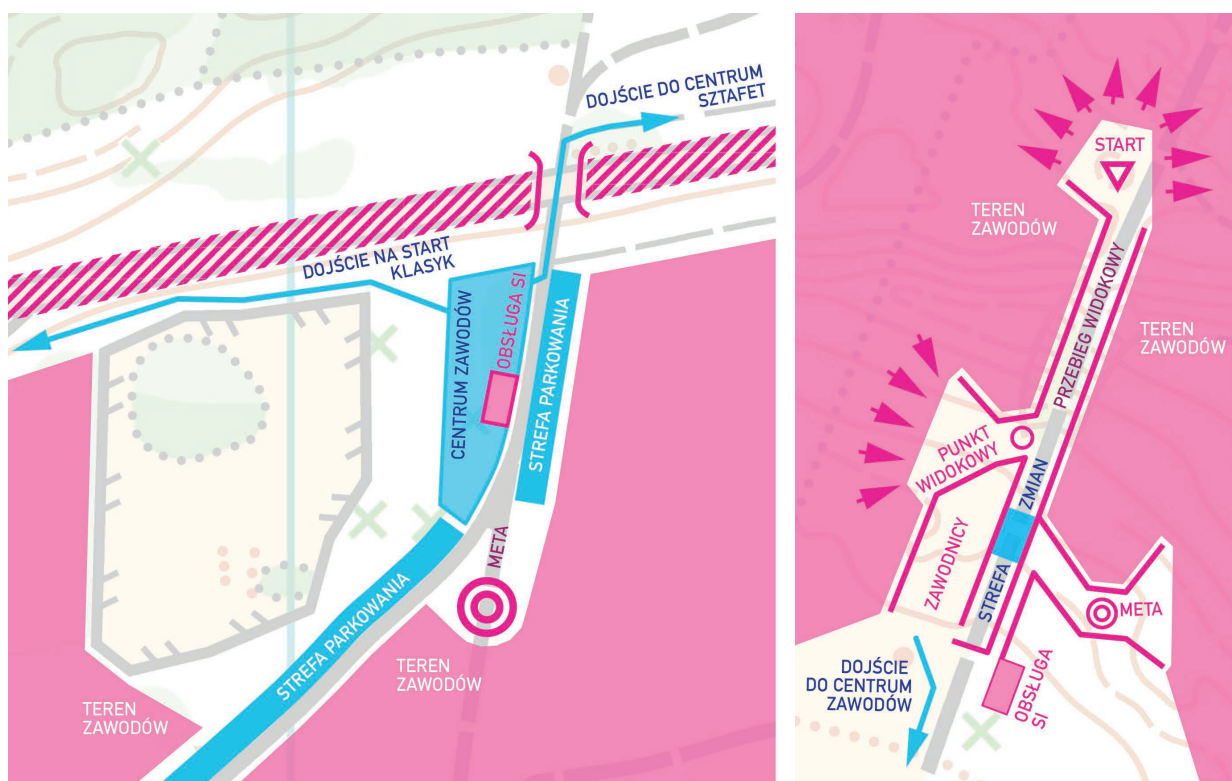 DOJŚCIE DO CENTRUM
SZTAFET
DOJŚCIE NA START
KLASYK
CENTRUM ZAWODÓW
OBSŁUGA SI
STREFA PARKOWANIA
META
STREFA PARKOWANIA
TEREN
ZAWODÓW
TEREN
ZAWODÓW
START
TEREN
ZAWODÓW
PRZEBIEG WIDOKOWY
TEREN
ZAWODÓW
PUNKT
WIDOKOWY
STREFA ZMIAN
ZAWODNICY
META
DOJŚCIE
DO CENTRUM
ZAWODÓW
OBSŁUGA
SI